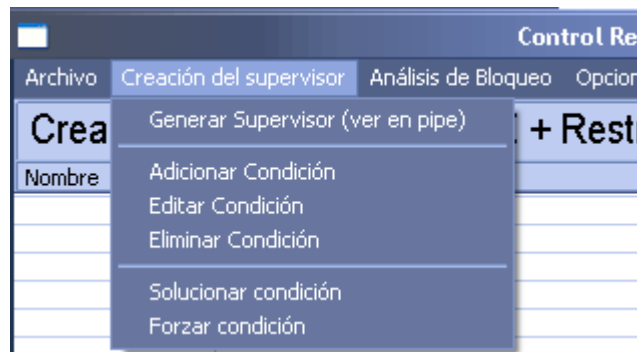 Control Re
Archivo Creación del supervisor Análisis de Bloqueo Opcion
Crea + Restr
Generar Supervisor (ver en pipe)
Nombre
Adicionar Condición
Editar Condición
Eliminar Condición
Solucionar condición
Forzar condición